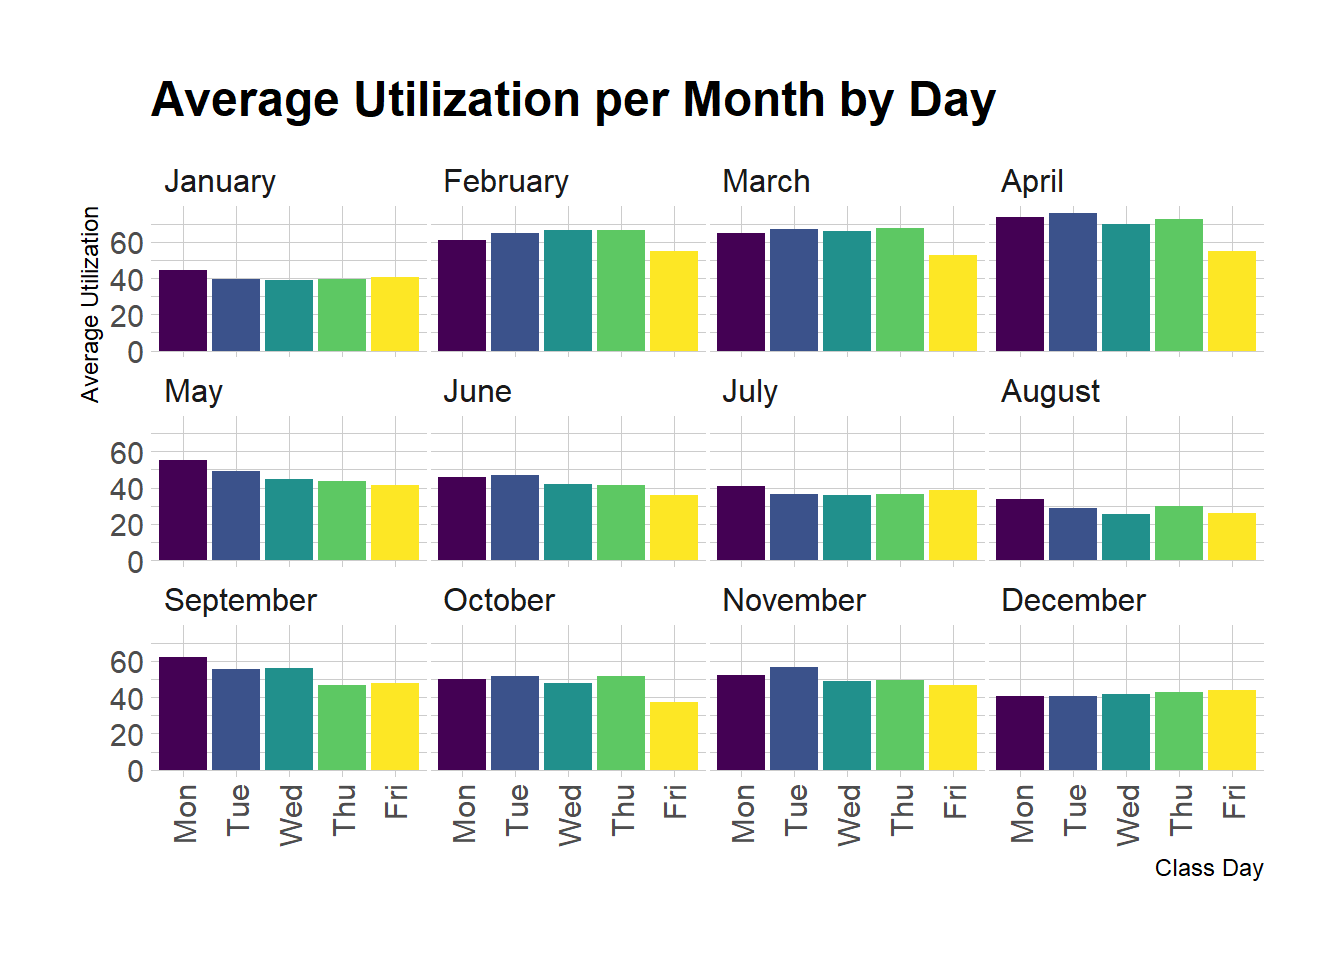 Average Utilization per Month by Day
January February March April
Average Utilization
60
40
20
0
May June July August
60
40
20
0
September October November December
60
40
20
0
Mon Tue Wed Thu Fri Mon Tue Wed Thu Fri Mon Tue Wed Thu Fri Mon Tue Wed Thu Fri
Class Day